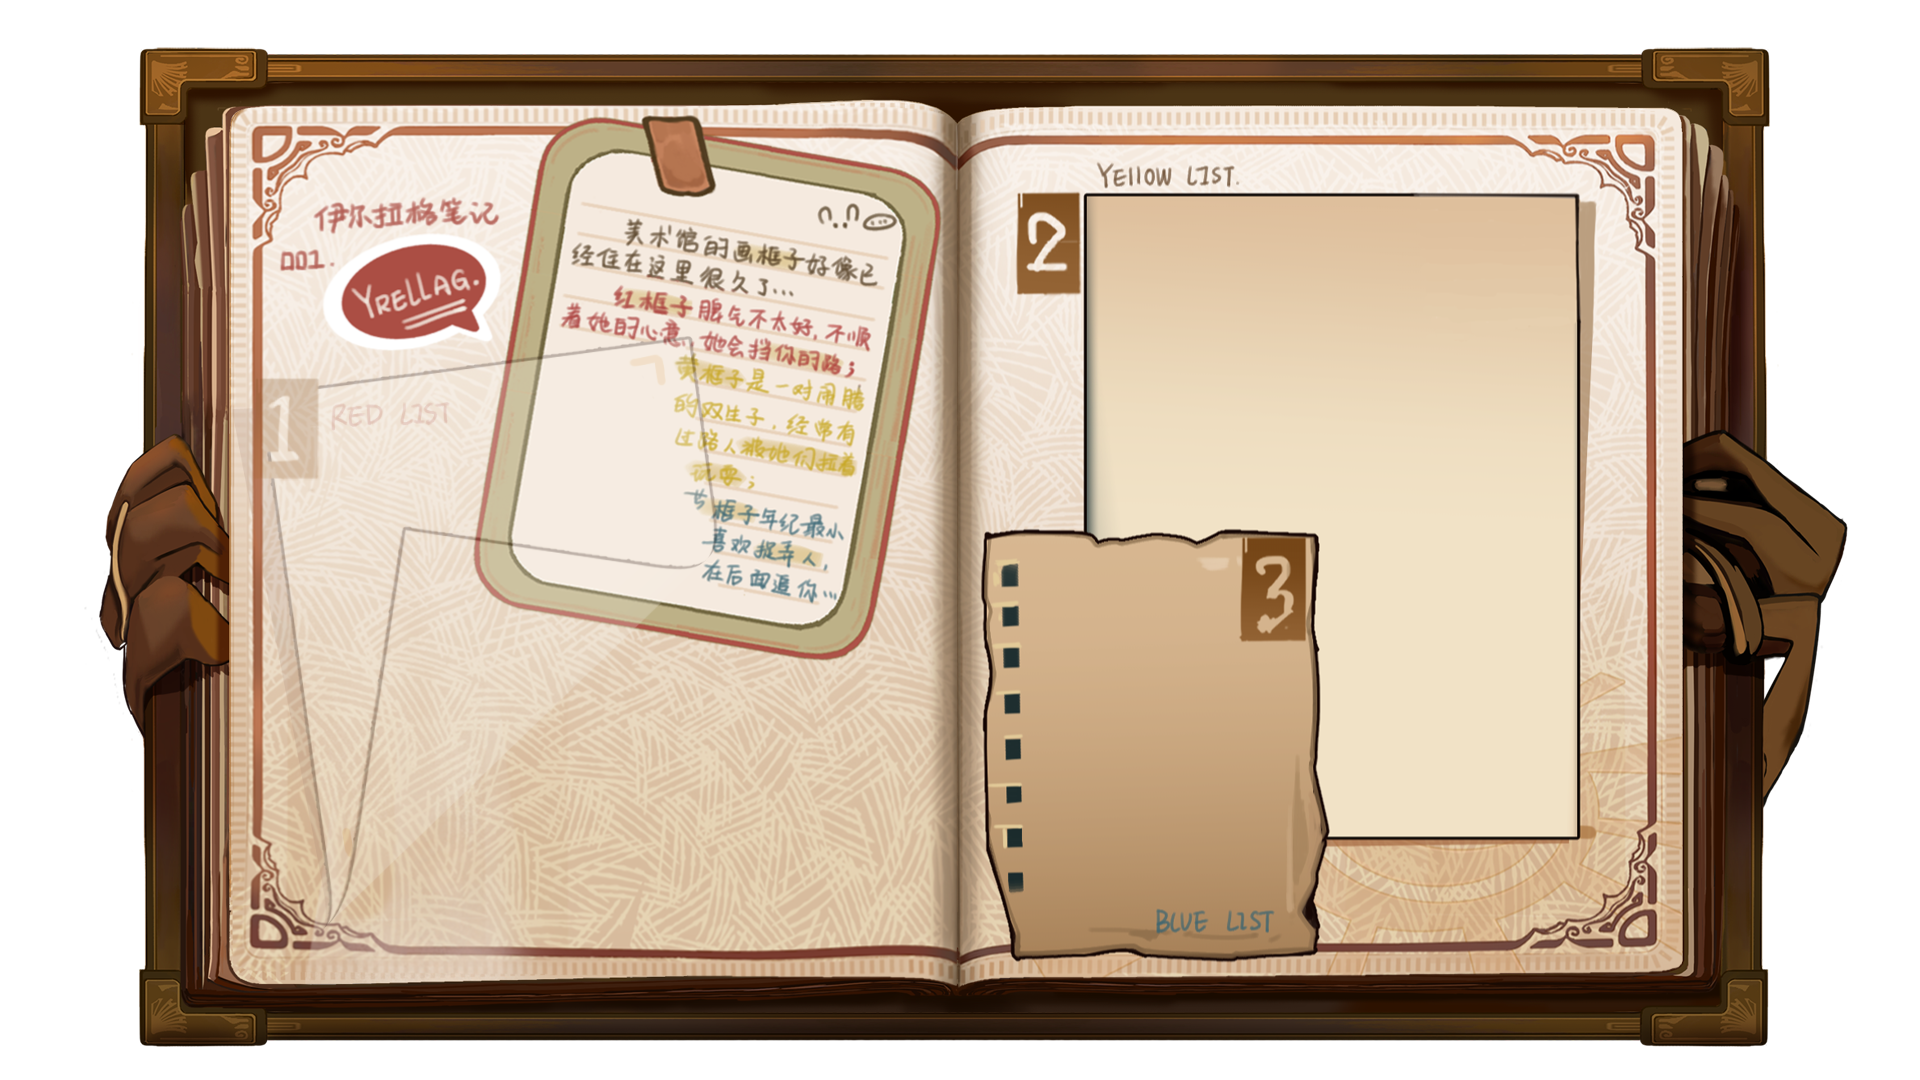 伊尔拉格笔记
001.
YRELLAG.
美术馆的画框子好像已
经住在这里很久了...
红框子脾气不太好,不顺
着她的心意,她会挡你的路;
黄框子是一对闹腾
的双生子,经常有
过路人被她们拉着
玩耍;
框子年纪最小
喜欢捉弄人,
在后面追你...
1
RED LIST
YELLOW LIST.
2
3
BLUE LIST